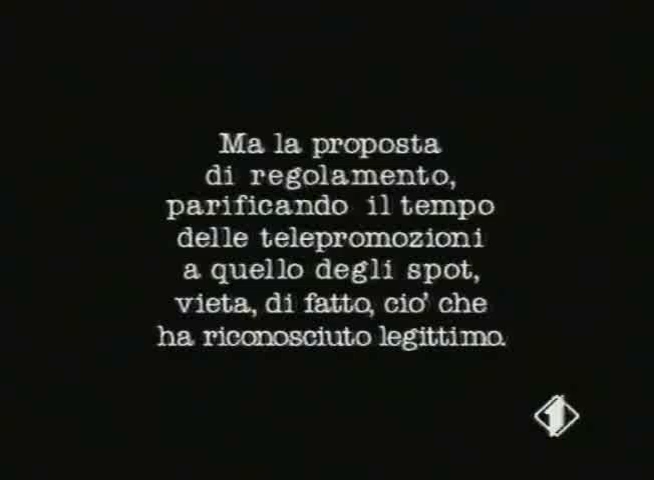 Ma la proposta
di regolamento,
parificando il tempo
delle telepromozioni
a quello degli spot,
vieta, di fatto, cio' che
ha riconosciuto legittimo.
1